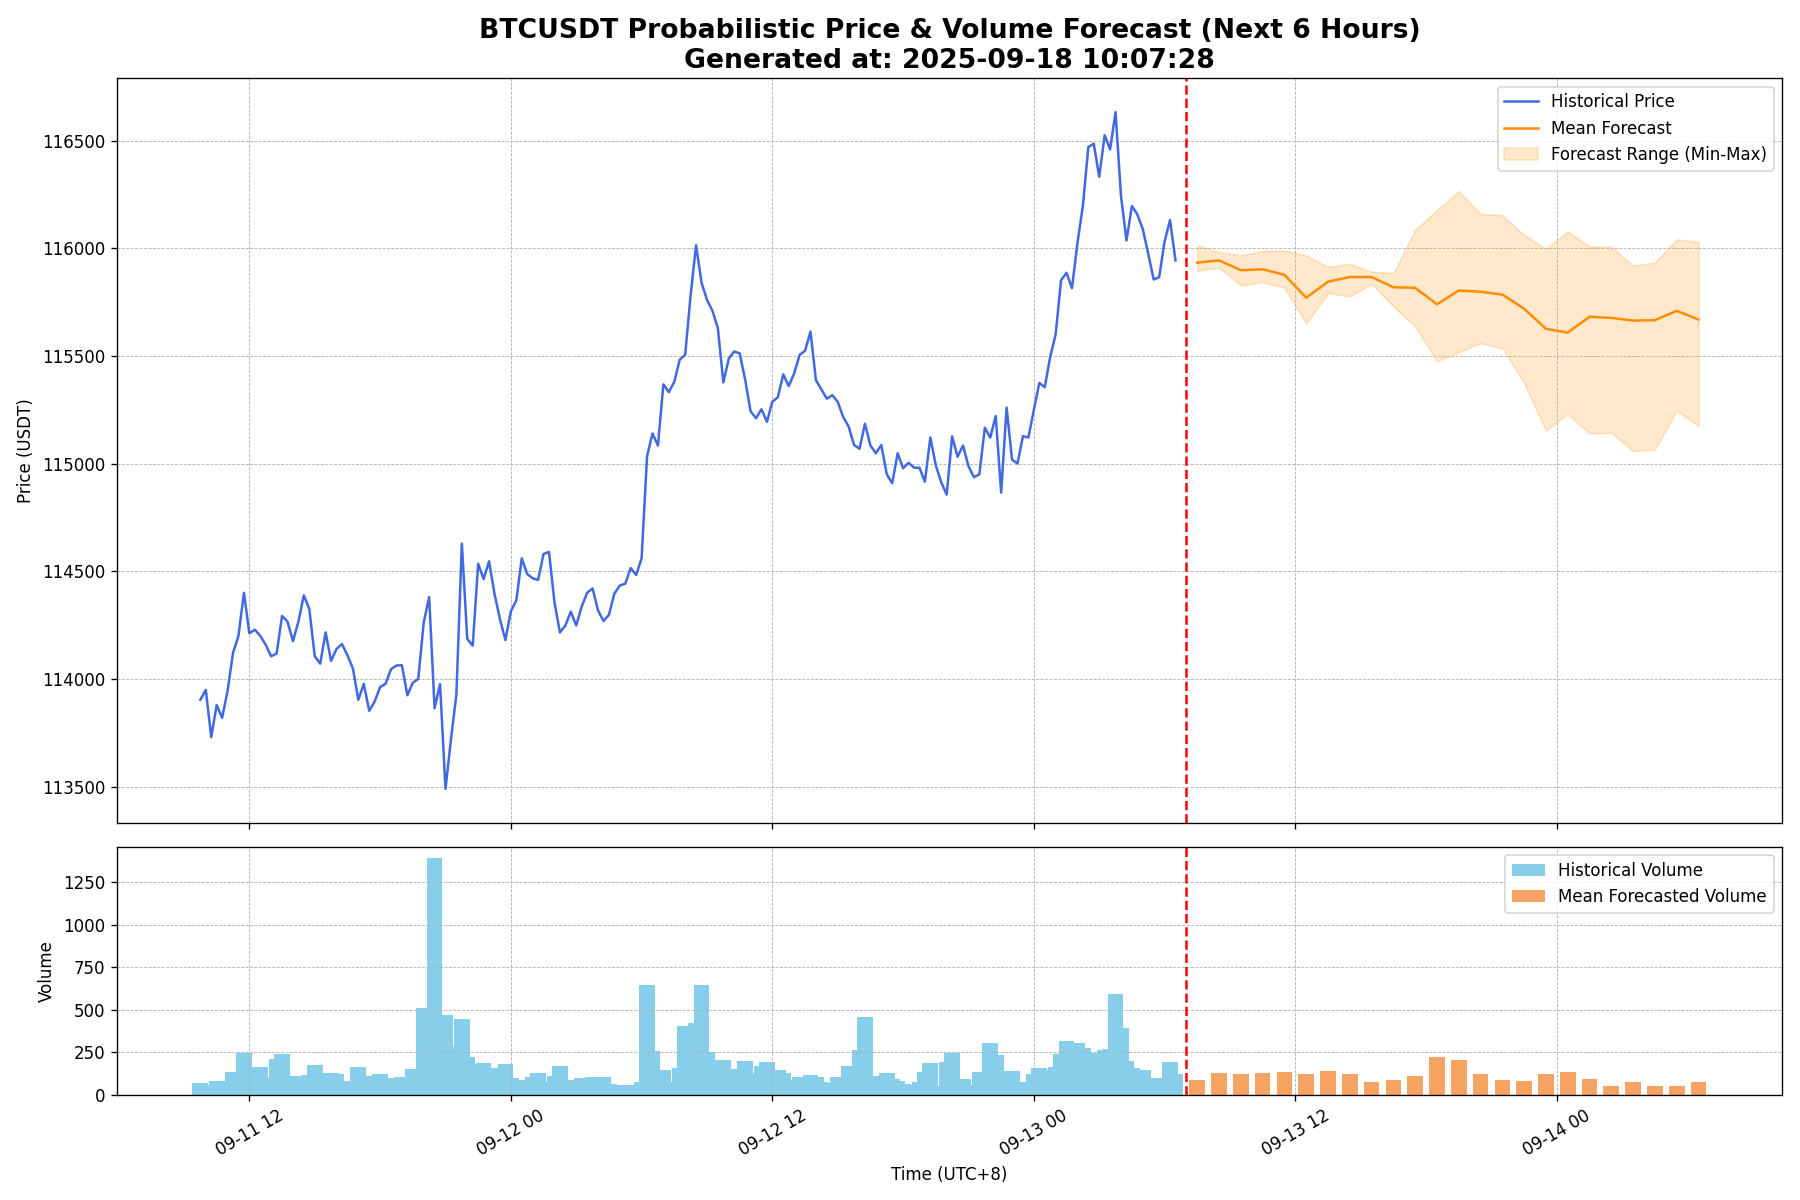 BTCUSDT Probabilistic Price & Volume Forecast (Next 6 Hours)
Generated at: 2025-09-18 10:07:28
Historical Price
Mean Forecast
Forecast Range (Min-Max)
116500
116000
115500
115000
114500
114000
113500
Price (USDT)
Historical Volume
Mean Forecasted Volume
1250
1000
750
500
250
0
Volume
09-11 12
09-12 00
09-12 12
09-13 00
09-13 12
09-14 00
Time (UTC+8)